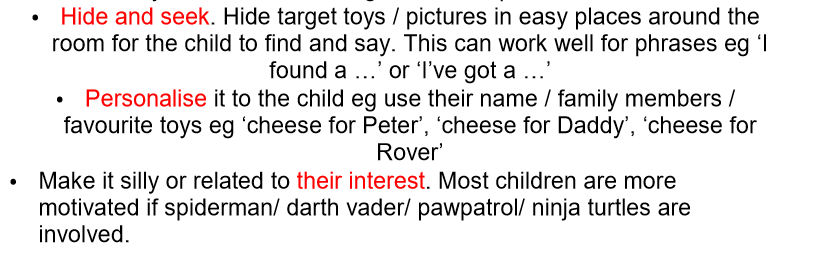 • Hide and seek. Hide target toys / pictures in easy places around the
room for the child to find and say. This can work well for phrases eg ‘I
found a …’ or ‘I’ve got a …’
• Personalise it to the child eg use their name / family members /
favourite toys eg ‘cheese for Peter’, ‘cheese for Daddy’, ‘cheese for
Rover’
• Make it silly or related to their interest. Most children are more
motivated if spiderman/ darth vader/ pawpatrol/ ninja turtles are
involved.